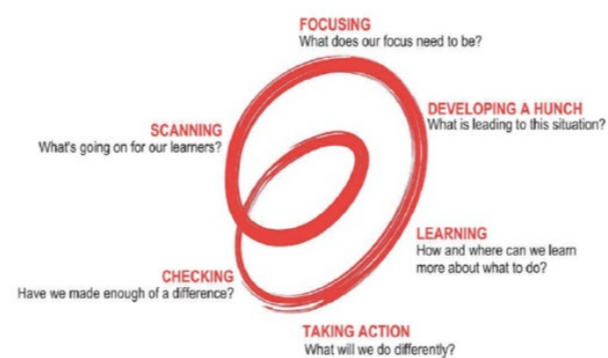 FOCUSING
What does our focus need to be?
DEVELOPING A HUNCH
What is leading to this situation?
SCANNING
What's going on for our learners?
LEARNING
How and where can we learn
more about what to do?
CHECKING
Have we made enough of a difference?
TAKING ACTION
What will we do differently?